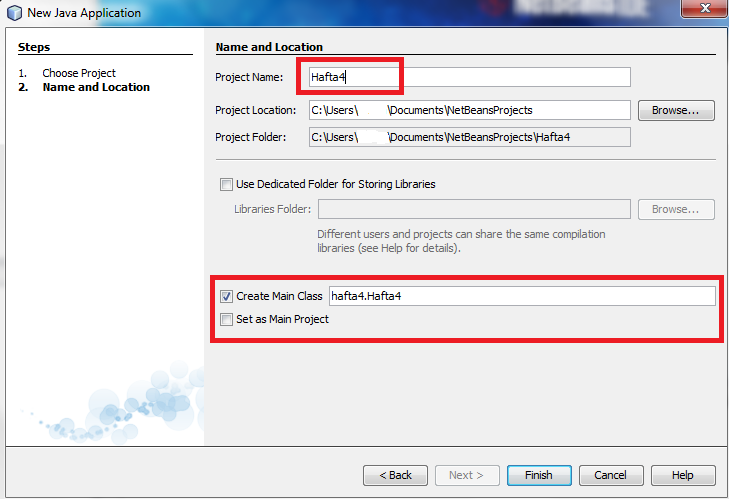 New Java Application
Steps
1. Choose Project
2. Name and Location
Name and Location
Project Name: Hafta4
Project Location: C:\Users\ \Documents\NetBeansProjects Browse...
Project Folder: C:\Users\ \Documents\NetBeansProjects\Hafta4
Use Dedicated Folder for Storing Libraries
Libraries Folder: Browse...
Different users and projects can share the same compilation
libraries (see Help for details).
Create Main Class hafta4.Hafta4
Set as Main Project
< Back Next > Finish Cancel Help